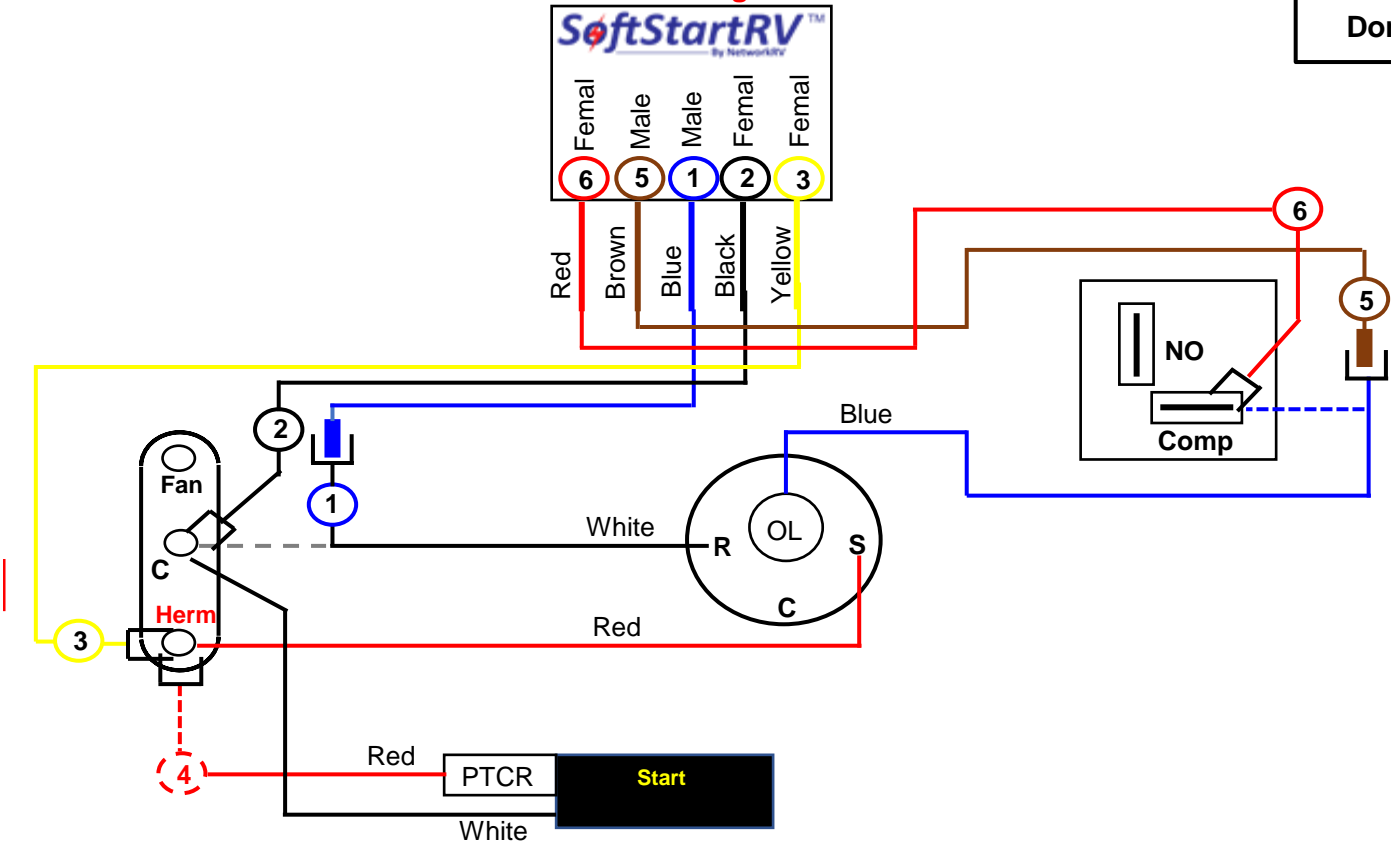 SoftStartRV™
By NetworkRV
Femal
Male
Male
Femal
Femal
6
5
1
2
3
Red
Brown
Blue
Black
Yellow
6
5
NO
Comp
2
1
Blue
Fan
C
Herm
White
R
OL
S
C
3
Red
4
Red
PTCR
Start
White